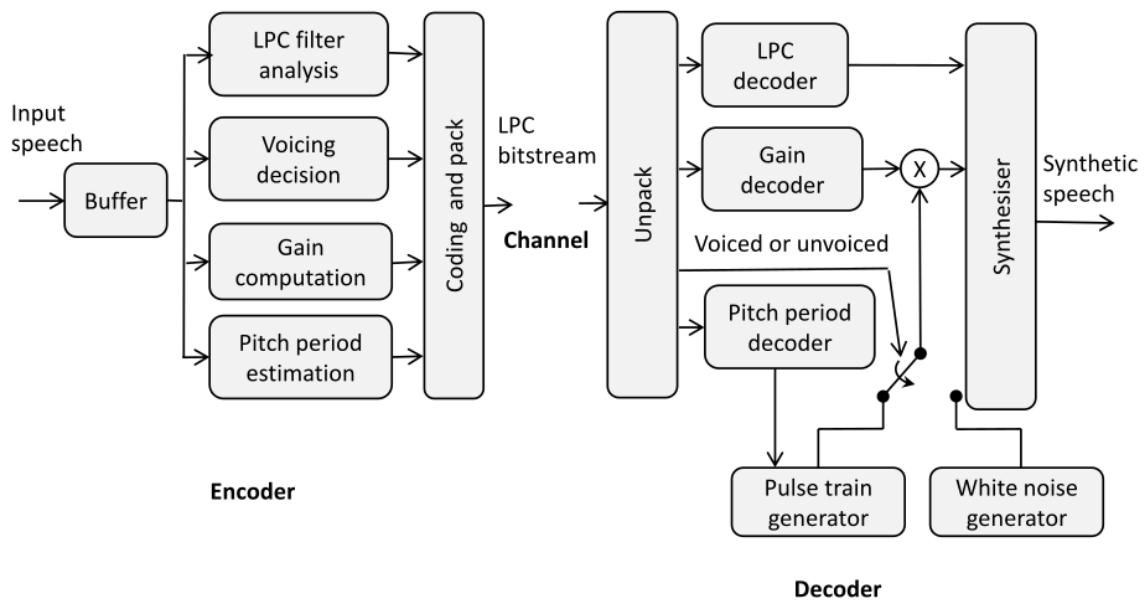 Input
speech
Buffer
LPC filter
analysis
Voicing
decision
Gain
computation
Pitch period
estimation
Coding and pack
LPC
bitstream
Channel
Encoder
Unpack
LPC
decoder
Gain
decoder
X
Voiced or unvoiced
Pitch period
decoder
Pulse train
generator
White noise
generator
Synthesiser
Synthetic
speech
Decoder